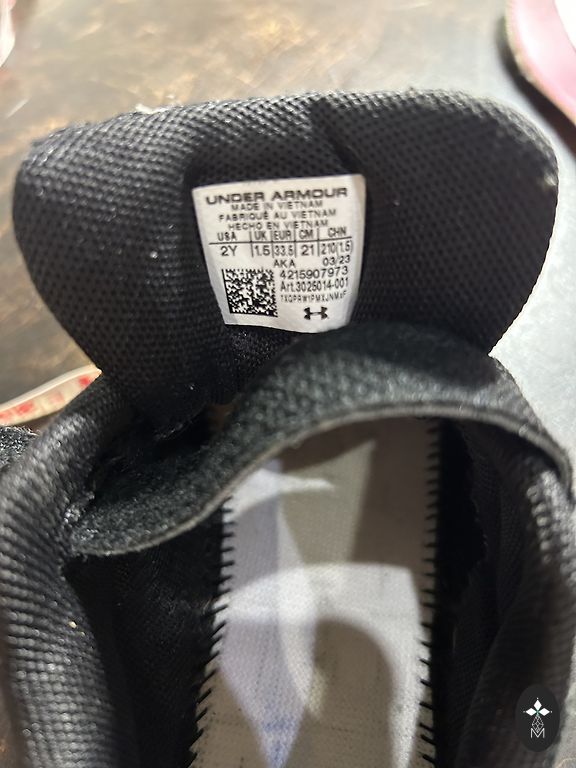 UNDER ARMOUR
MADE IN VIETNAM
FABRIQUÉ AU VIETNAM
HECHO EN VIETNAM
USA UK EUR CM CHN
2Y 1.5 33.5 21 210(1.5)
AKA 03/23
4215907973
Art.3025014-001
M